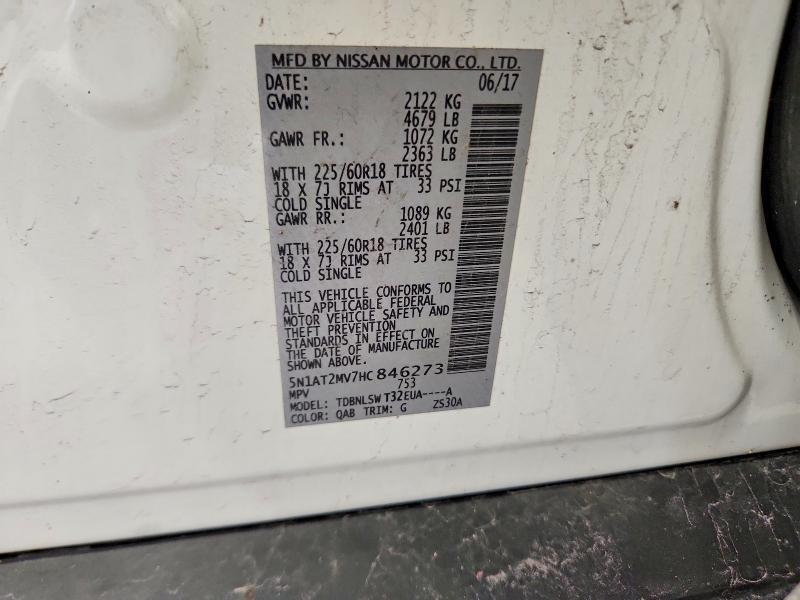 MFD BY NISSAN MOTOR CO., LTD.
DATE: 06/17
GVWR: 2122 KG
4679 LB
GAWR FR.: 1072 KG
2363 LB
WITH 225/60R18 TIRES
18 X 7J RIMS AT 33 PSI
COLD SINGLE
GAWR RR.: 1089 KG
2401 LB
WITH 225/60R18 TIRES
18 X 7J RIMS AT 33 PSI
COLD SINGLE
THIS VEHICLE CONFORMS TO
ALL APPLICABLE FEDERAL
MOTOR VEHICLE SAFETY AND
THEFT PREVENTION
STANDARDS IN EFFECT ON
THE DATE OF MANUFACTURE
SHOWN ABOVE.
5N1AT2MV7HC 846273
MPV 753
MODEL: TDBNLSW T32EUA----A
COLOR: QAB TRIM: G ZS30A